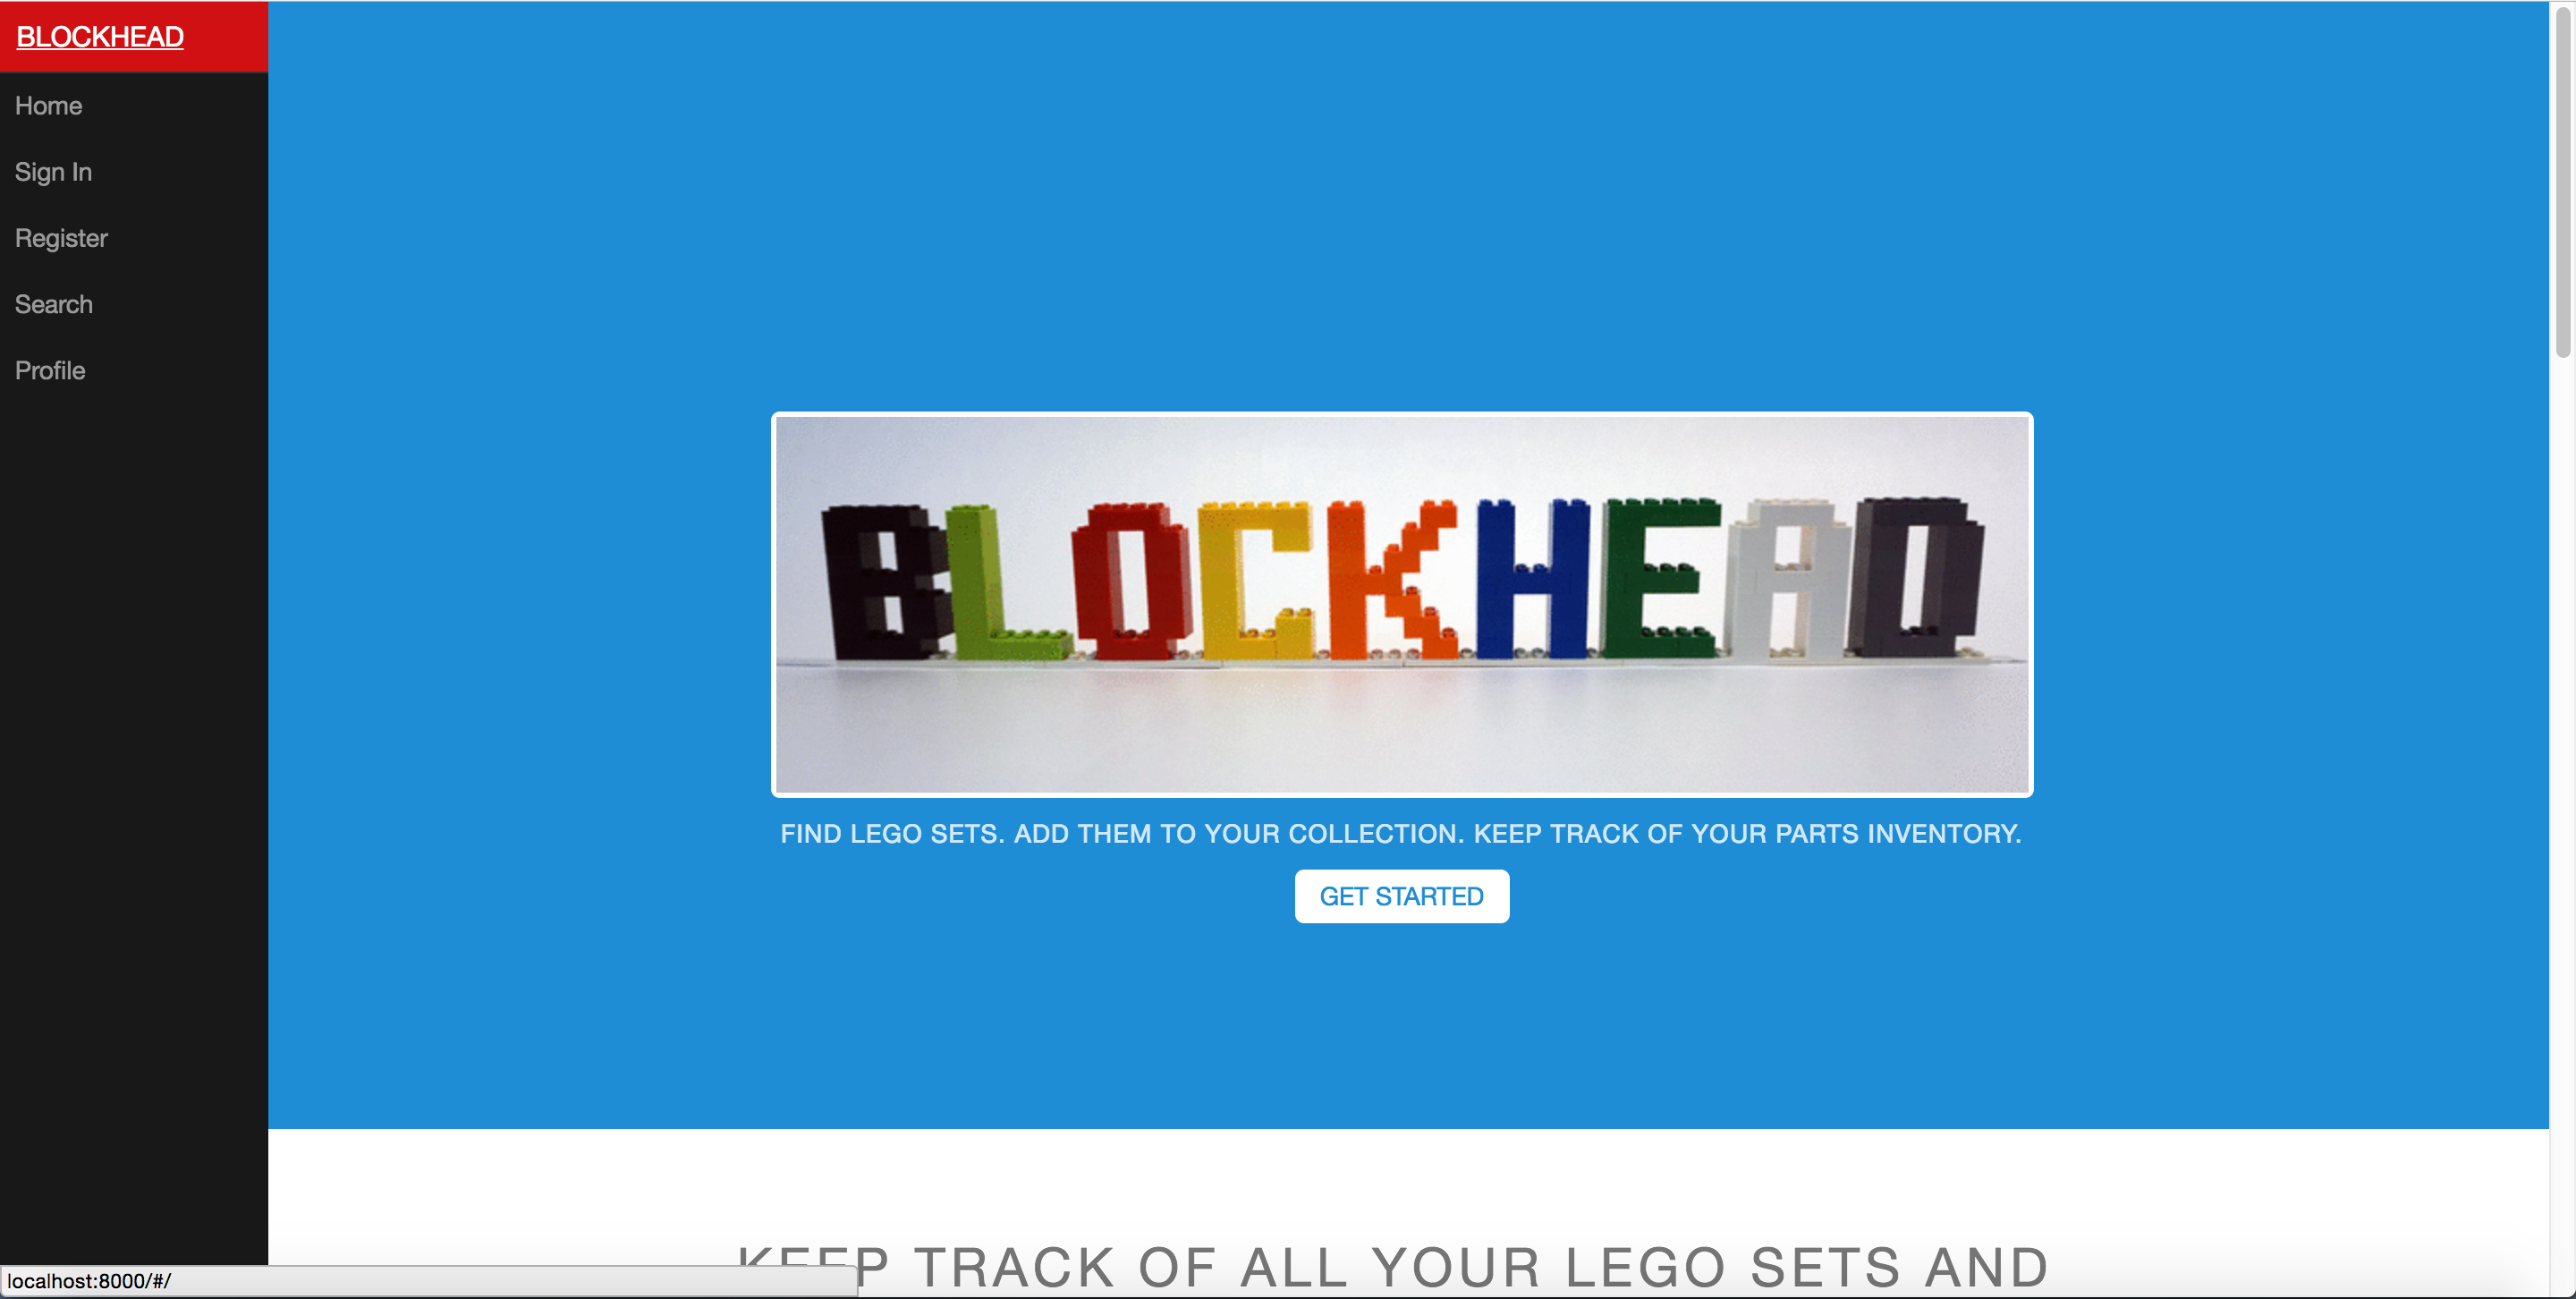 BLOCKHEAD
Home
Sign In
Register
Search
Profile
BLOCKHEAD
FIND LEGO SETS. ADD THEM TO YOUR COLLECTION. KEEP TRACK OF YOUR PARTS INVENTORY.
GET STARTED
KEEP TRACK OF ALL YOUR LEGO SETS AND
localhost:8000/#/